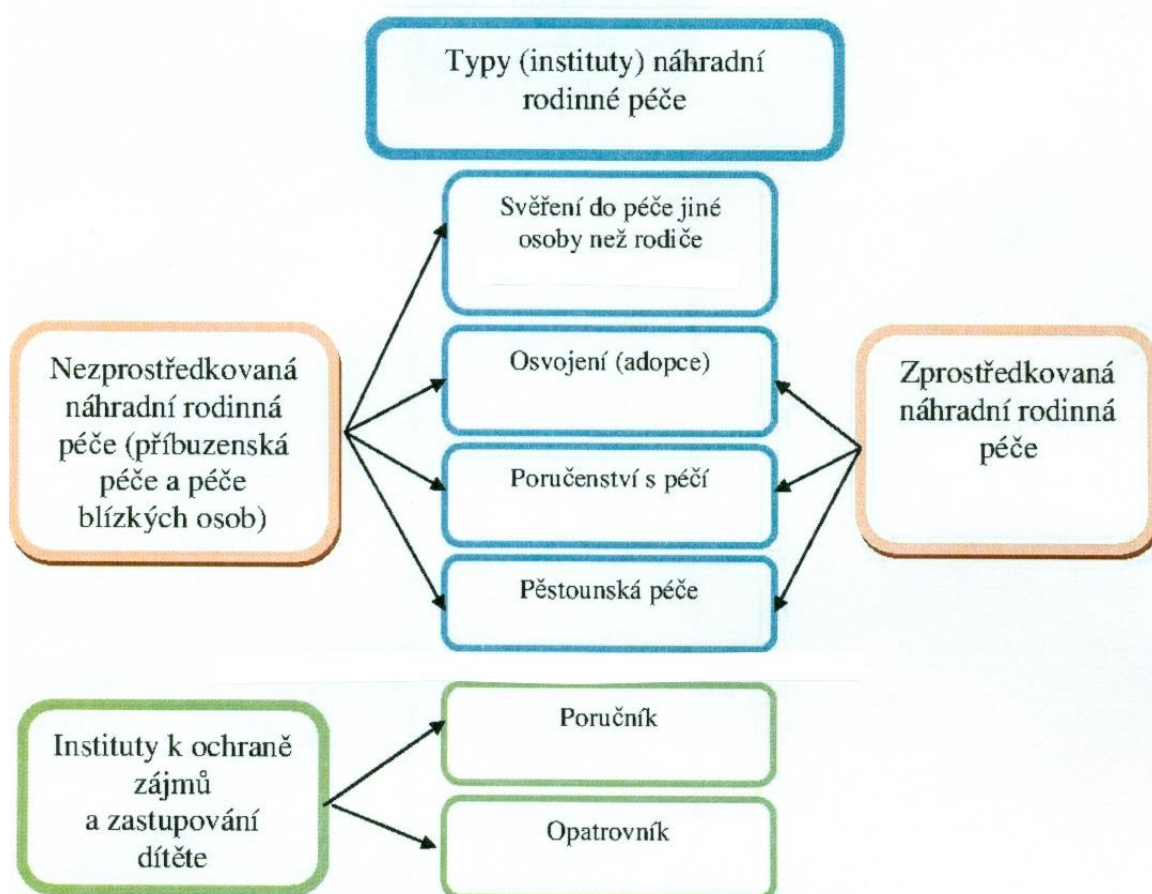 Typy (instituty) náhradní
rodinné péče
Svěření do péče jiné
osoby než rodiče
Nezprostředkovaná
náhradní rodinná
péče (příbuzenská
péče a péče
blízkých osob)
Osvojení (adopce)
Poručenství s péčí
Pěstounská péče
Zprostředkovaná
náhradní rodinná
péče
Instituty k ochraně
zájmů
a zastupování
dítěte
Poručník
Opatrovník